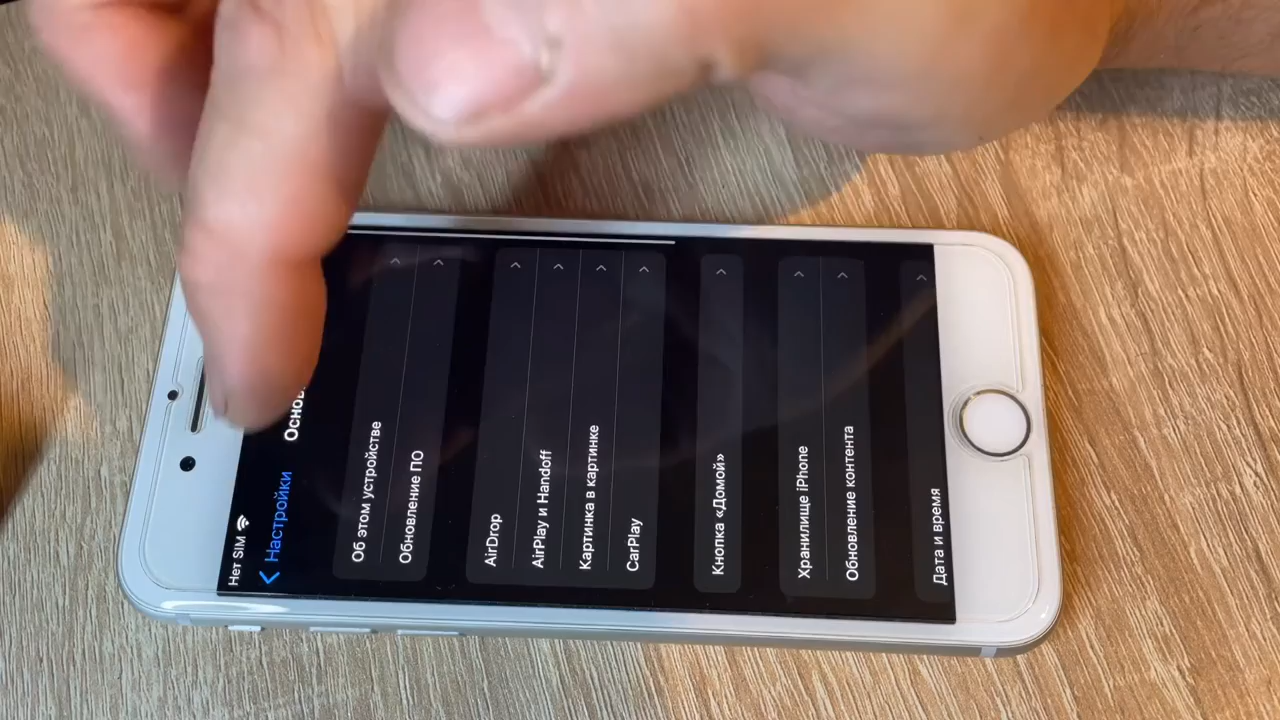 Нет SIM
Настройки
Основ
Об этом устройстве
Обновление ПО
AirDrop
AirPlay и Handoff
Картинка в картинке
CarPlay
Кнопка «Домой»
Хранилище iPhone
Обновление контента
Дата и время